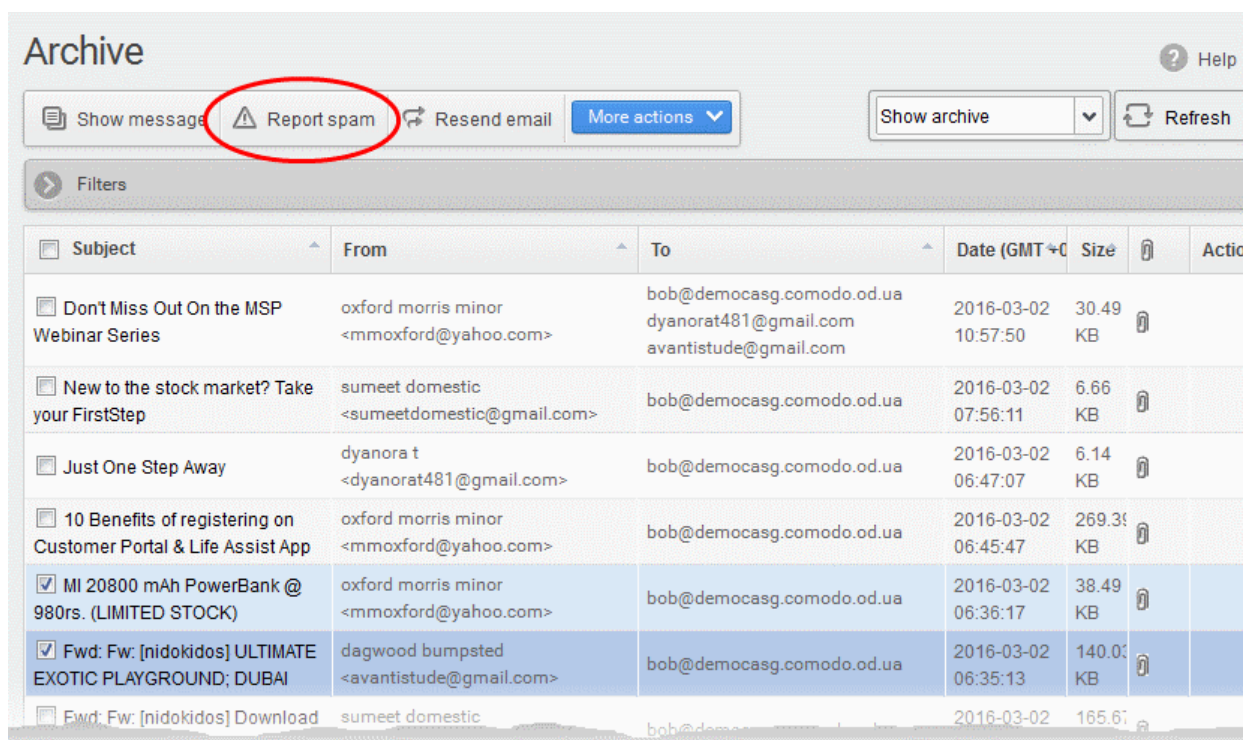 Archive
Help
Show message
Report spam
Resend email
More actions
Show archive
Refresh
Filters
Subject From To Date (GMT Size
Don't Miss Out On the MSP
Webinar Series
oxford morris minor
<mmoxford@yahoo.com>
bob@democasg.comodo.od.ua
dyanorat481@gmail.com
avantistude@gmail.com
2016-03-02
10:57:50
30.49
KB
New to the stock market? Take
your FirstStep
sumeet domestic
<sumeetdomestic@gmail.com>
bob@democasg.comodo.od.ua
2016-03-02
07:56:11
6.66
KB
Just One Step Away
dyanora t
<dyanorat481@gmail.com>
bob@democasg.comodo.od.ua
2016-03-02
06:47:07
6.14
KB
10 Benefits of registering on
Customer Portal & Life Assist App
oxford morris minor
<mmoxford@yahoo.com>
bob@democasg.comodo.od.ua
2016-03-02
06:45:47
269.39
KB
MI 20800 mAh PowerBank @
980rs. (LIMITED STOCK)
oxford morris minor
<mmoxford@yahoo.com>
bob@democasg.comodo.od.ua
2016-03-02
06:36:17
38.49
KB
Fwd: Fw: [nidokidos] ULTIMATE
EXOTIC PLAYGROUND; DUBAI
dagwood bumpsted
<avantistude@gmail.com>
bob@democasg.comodo.od.ua
2016-03-02
06:35:13
140.03
KB
Fwd: Fw: [nidokidos] Download
sumeet domestic
2016-03-02
165.67